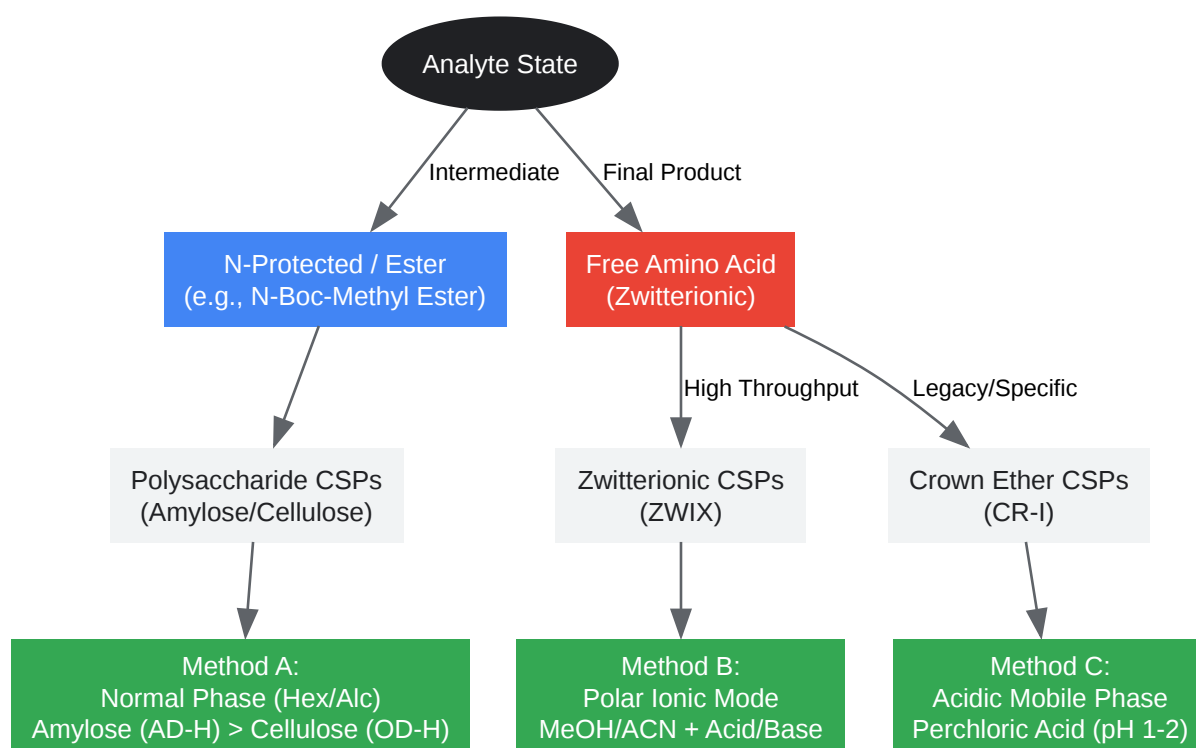 Analyte State
Intermediate
Final Product
N-Protected / Ester
(e.g., N-Boc-Methyl Ester)
Free Amino Acid
(Zwitterionic)
High Throughput
Legacy/Specific
Polysaccharide CSPs
(Amylose/Cellulose)
Zwitterionic CSPs
(ZWIX)
Crown Ether CSPs
(CR-I)
Method A:
Normal Phase (Hex/Alc)
Amylose (AD-H) > Cellulose (OD-H)
Method B:
Polar Ionic Mode
MeOH/ACN + Acid/Base
Method C:
Acidic Mobile Phase
Perchloric Acid (pH 1-2)